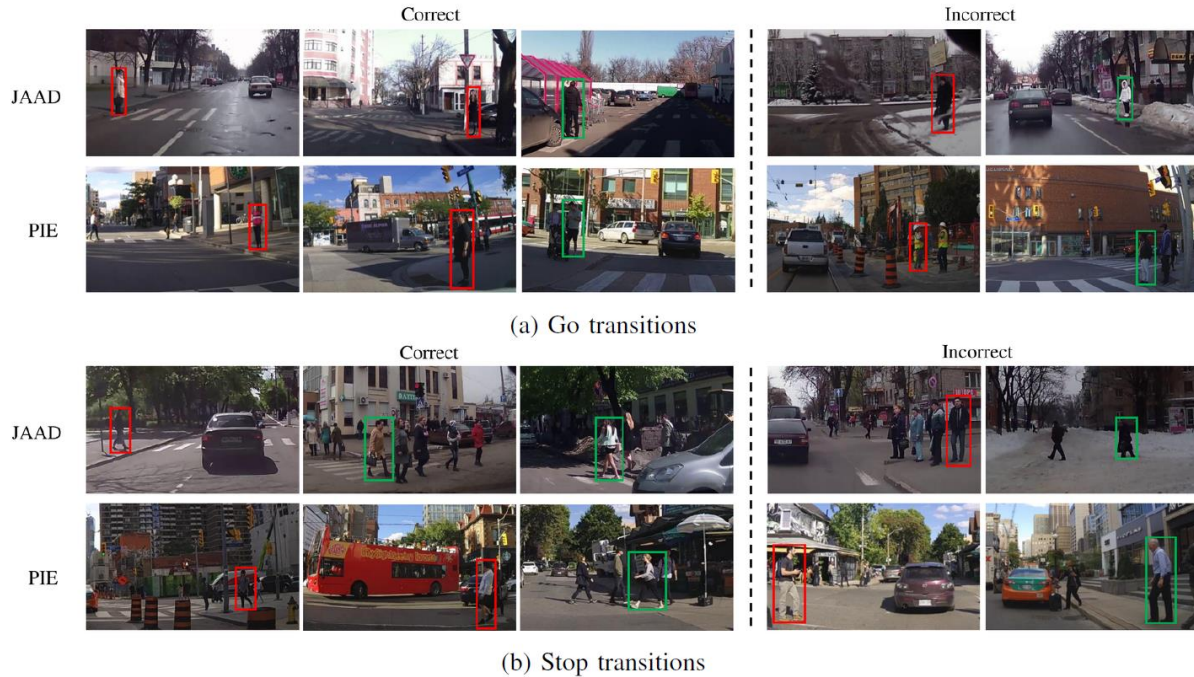 Correct Incorrect
JAAD
PIE
(a) Go transitions
Correct Incorrect
JAAD
PIE
(b) Stop transitions